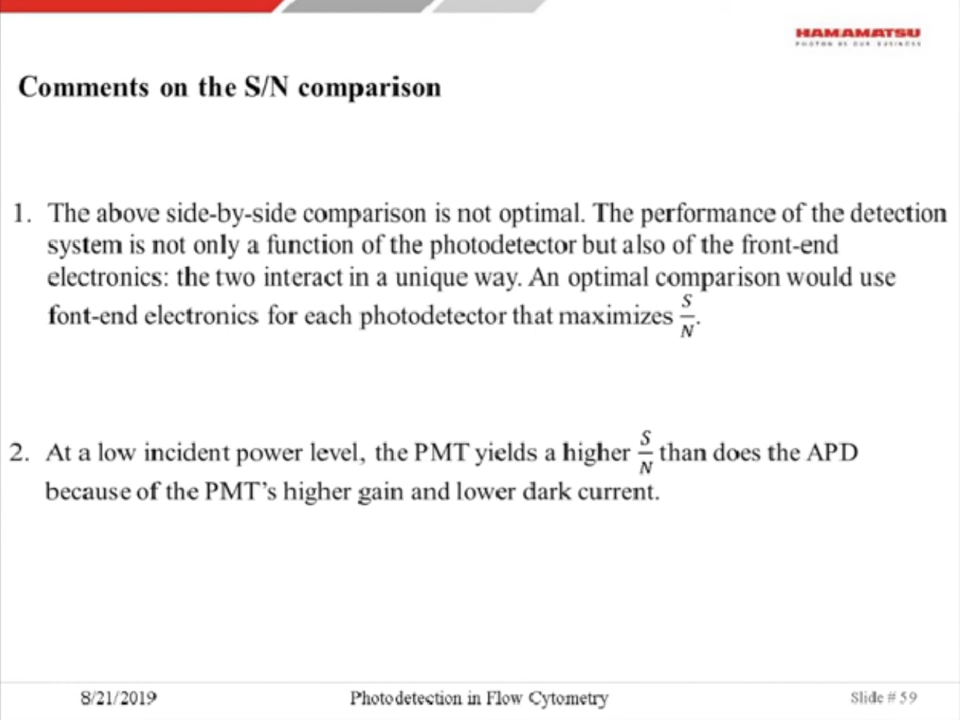 HAMAMATSU
PHOTON IS OUR BUSINESS
Comments on the S/N comparison
1. The above side-by-side comparison is not optimal. The performance of the detection
system is not only a function of the photodetector but also of the front-end
electronics: the two interact in a unique way. An optimal comparison would use
font-end electronics for each photodetector that maximizes S/N.
2. At a low incident power level, the PMT yields a higher S/N than does the APD
because of the PMT's higher gain and lower dark current.
8/21/2019 Photodetection in Flow Cytometry Slide # 59